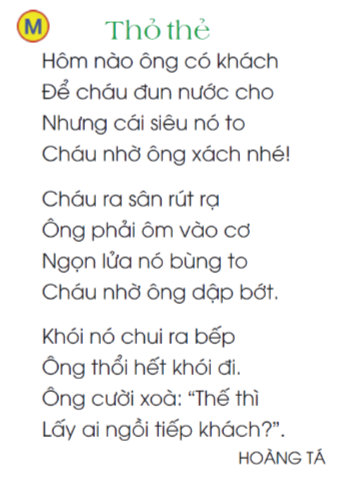 M
Thỏ thẻ
Hôm nào ông có khách
Để cháu đun nước cho
Nhưng cái siêu nó to
Cháu nhờ ông xách nhé!
Cháu ra sân rút rạ
Ông phải ôm vào cơ
Ngọn lửa nó bùng to
Cháu nhờ ông dập bớt.
Khói nó chui ra bếp
Ông thổi hết khói đi.
Ông cười xoà: “Thế thì
Lấy ai ngồi tiếp khách?”.
HOÀNG TÁ